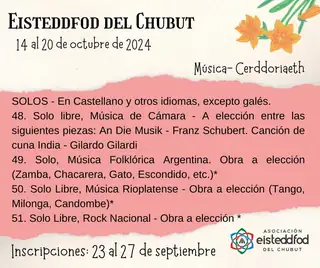 Eisteddfod del Chubut
14 al 20 de octubre de 2024
Música- Cerddoriaeth
SOLOS - En Castellano y otros idiomas, excepto galés.
48. Solo libre, Música de Cámara - A elección entre las
siguientes piezas: An Die Musik - Franz Schubert. Canción de
cuna India - Gilardo Gilardi
49. Solo, Música Folklórica Argentina. Obra a elección
(Zamba, Chacarera, Gato, Escondido, etc.)*
50. Solo Libre, Música Rioplatense - Obra a elección (Tango,
Milonga, Candombe)*
51. Solo Libre, Rock Nacional - Obra a elección *
Inscripciones: 23 al 27 de septiembre
ASOCIACIÓN
eisteddfod
DEL CHUBUT